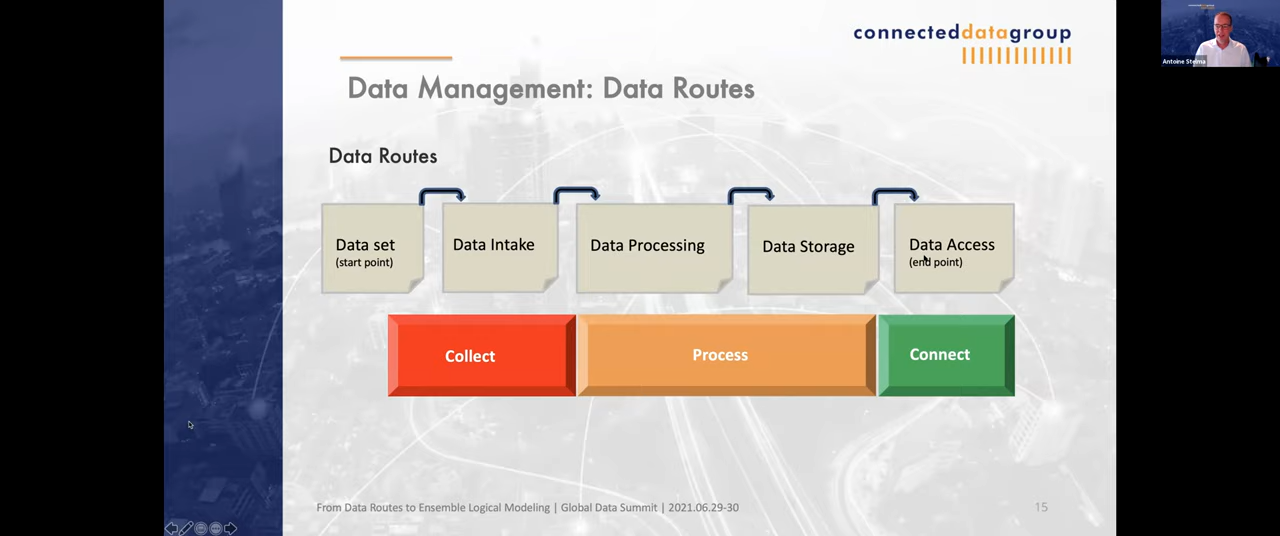 connecteddatagroup
Antoine Stelma
Data Management: Data Routes
Data Routes
Data set
(start point)
Data Intake
Data Processing
Data Storage
Data Access
(end point)
Collect
Process
Connect
From Data Routes to Ensemble Logical Modeling | Global Data Summit | 2021.06.29-30
15